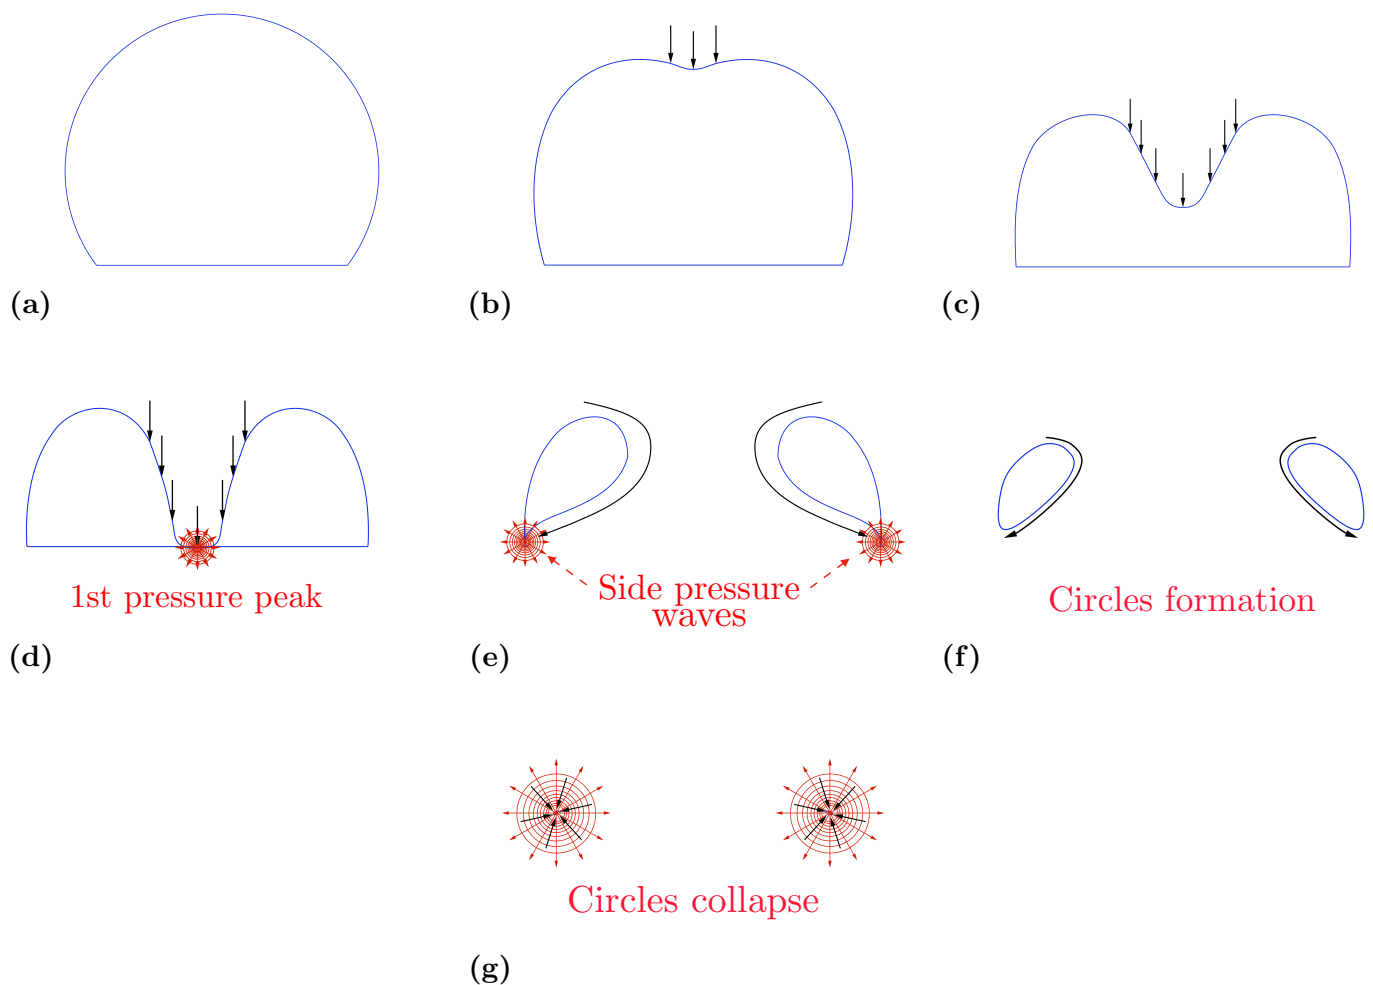 (a)
(b)
(c)
1st pressure peak
(d)
Side pressure
waves
(e)
Circles formation
(f)
Circles collapse
(g)